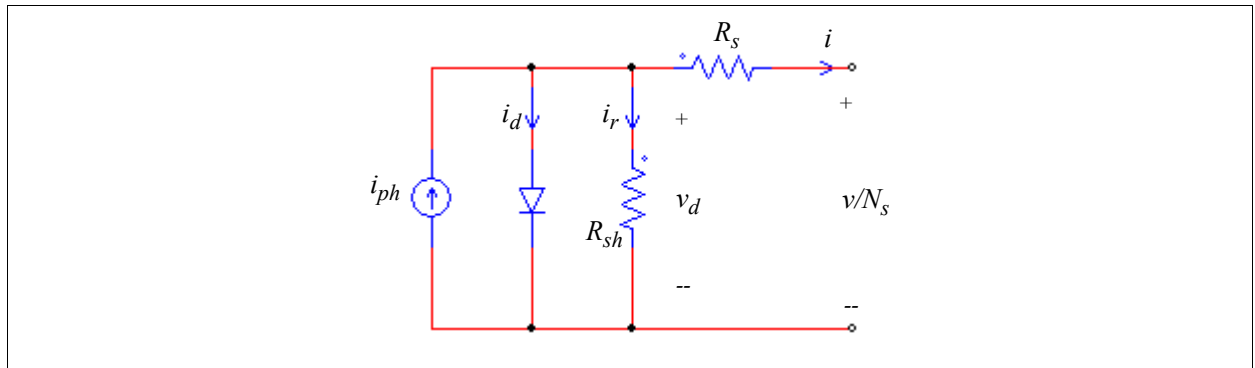 R_s i
+
i_d i_r +
i_ph v_d v/N_s
R_sh
-- --